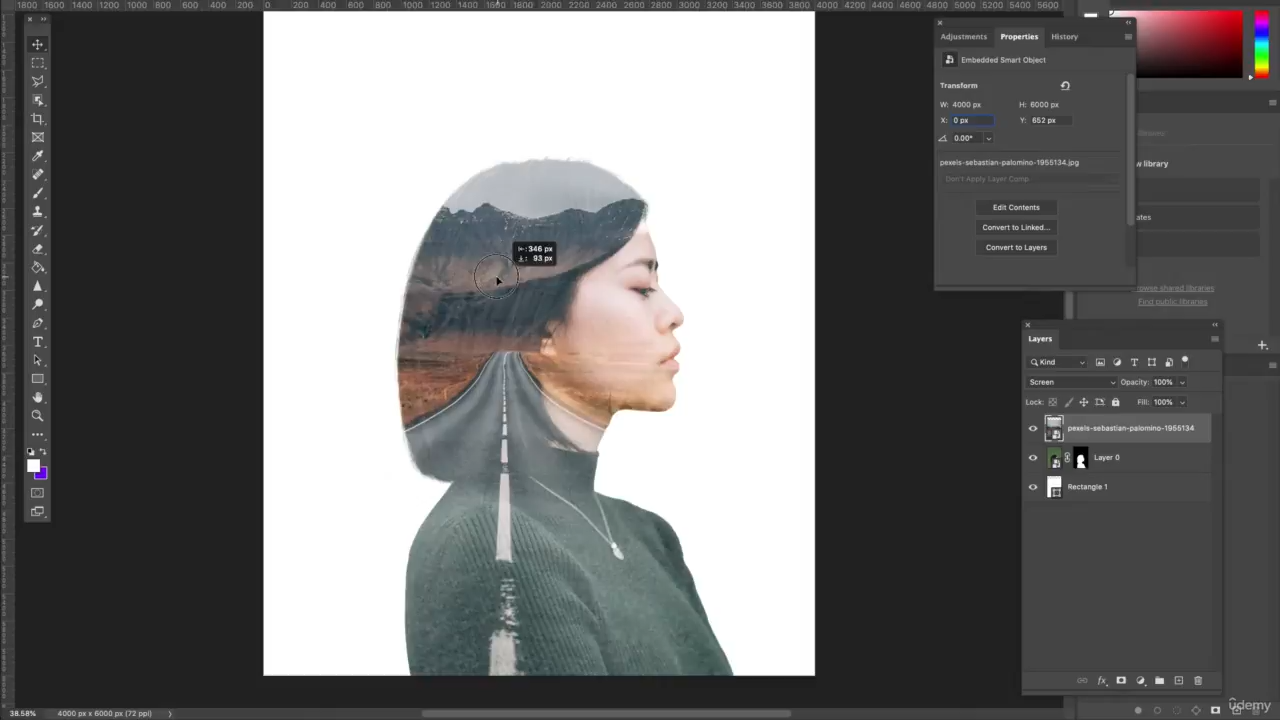 1800 1600 1400 1200 1000 800 600 400 200 0 200 400 600 800 1000 1200 1400 1600 1800 2000 2200 2400 2600 2800 3000 3200 3400 3600 3800 4000 4200 4400 4600 4800 5000 5200 5400 5600
Adjustments Properties History
Embedded Smart Object
Transform
W: 4000 px H: 6000 px
X: 0 px Y: 652 px
0.00°
pexels-sebastian-palomino-1955134.jpg
Don't Apply Layer Comp
Edit Contents
Convert to Linked...
Convert to Layers
w library
ates
rowse shared libraries
Find public libraries
346 px
93 px
Layers
Kind
Screen Opacity: 100%
Lock: Fill: 100%
pexels-sebastian-palomino-1955134
Layer 0
Rectangle 1
38.58% 4000 px x 6000 px (72 ppi)
ûdemy